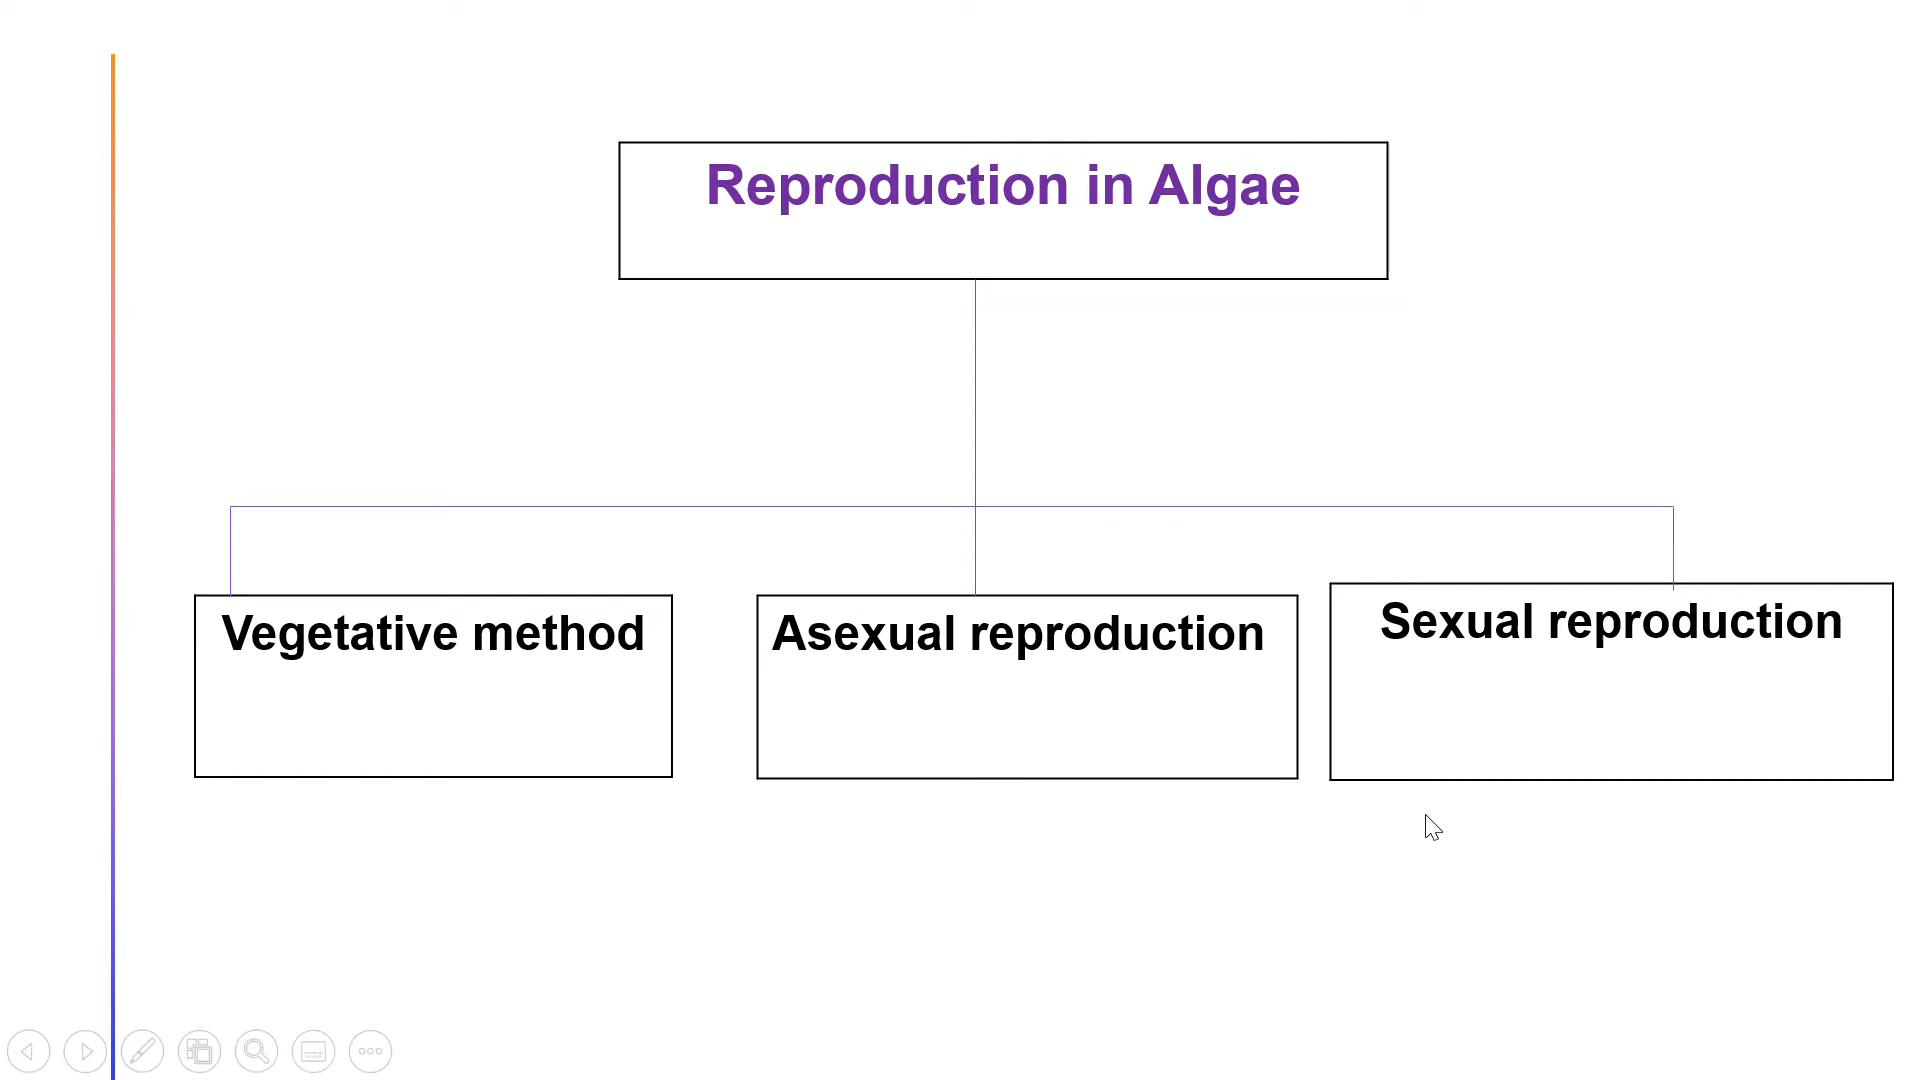 Reproduction in Algae
Vegetative method
Asexual reproduction
Sexual reproduction